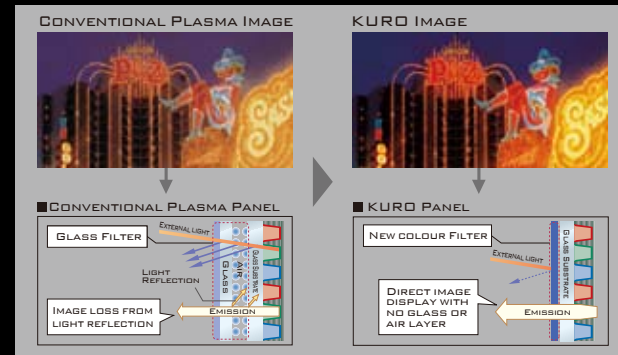 CONVENTIONAL PLASMA IMAGE
KURO IMAGE
CONVENTIONAL PLASMA PANEL
GLASS FILTER
EXTERNAL LIGHT
LIGHT
REFLECTION
GLASS
AIR
GLASS SUBSTRATE
IMAGE LOSS FROM
LIGHT REFLECTION
EMISSION
KURO PANEL
NEW COLOUR FILTER
EXTERNAL LIGHT
GLASS SUBSTRATE
DIRECT IMAGE
DISPLAY WITH
NO GLASS OR
AIR LAYER
EMISSION